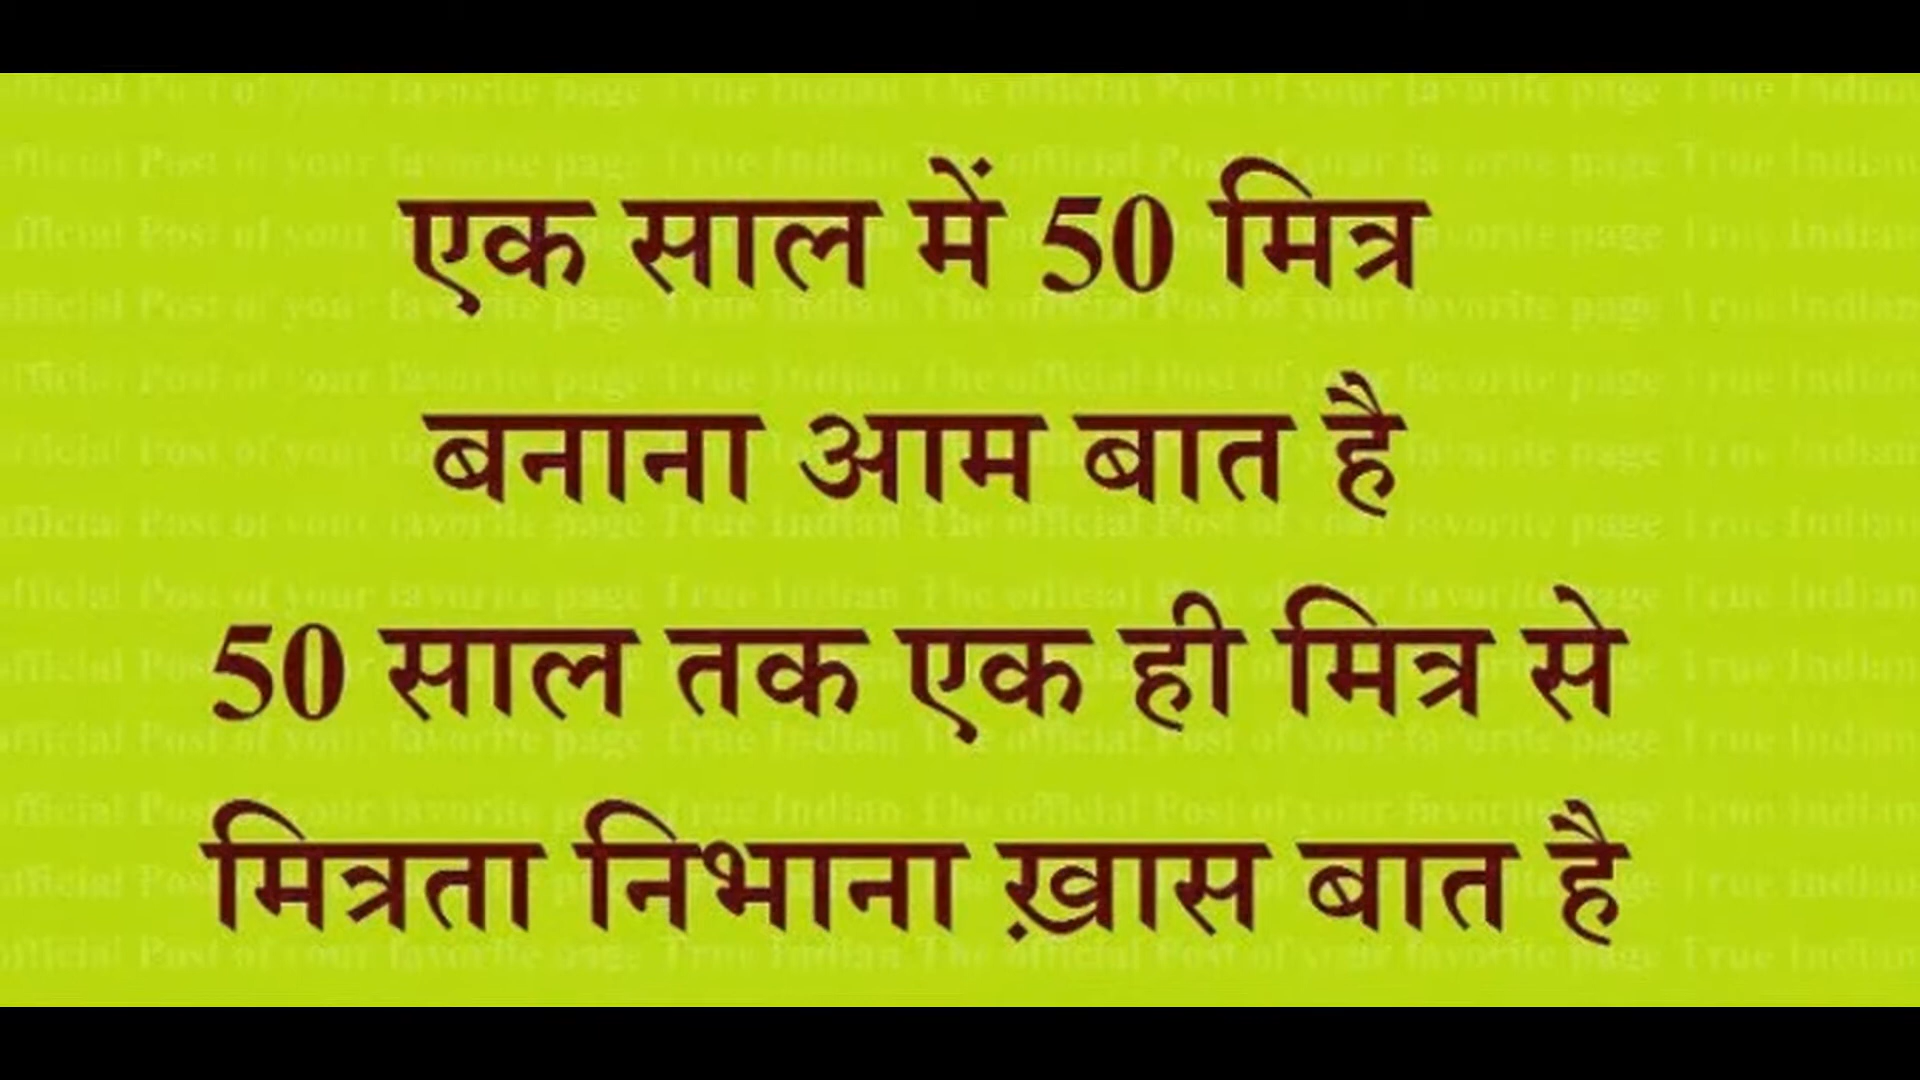 एक साल में 50 मित्र
बनाना आम बात है
50 साल तक एक ही मित्र से
मित्रता निभाना ख़ास बात है